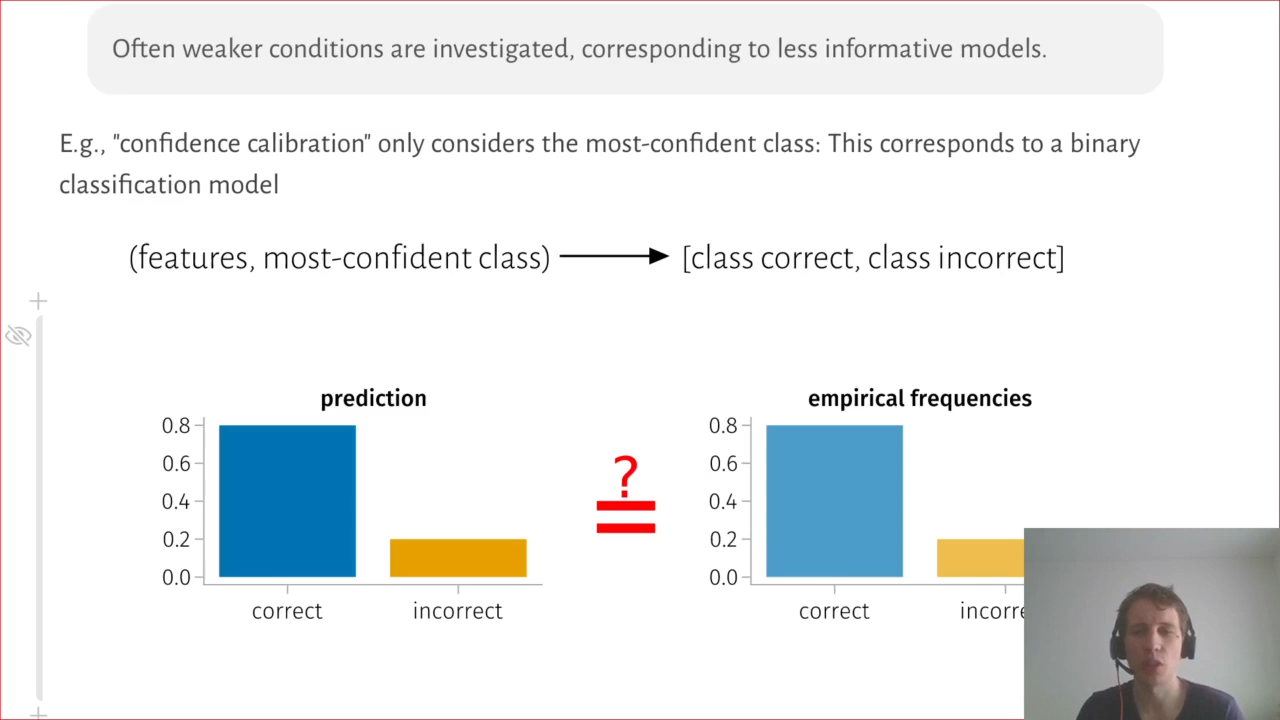 Often weaker conditions are investigated, corresponding to less informative models.
E.g., "confidence calibration" only considers the most-confident class: This corresponds to a binary
classification model
(features, most-confident class) [class correct, class incorrect]
prediction
0.8
0.6
0.4
0.2
0.0
correct incorrect
?
=
empirical frequencies
0.8
0.6
0.4
0.2
0.0
correct